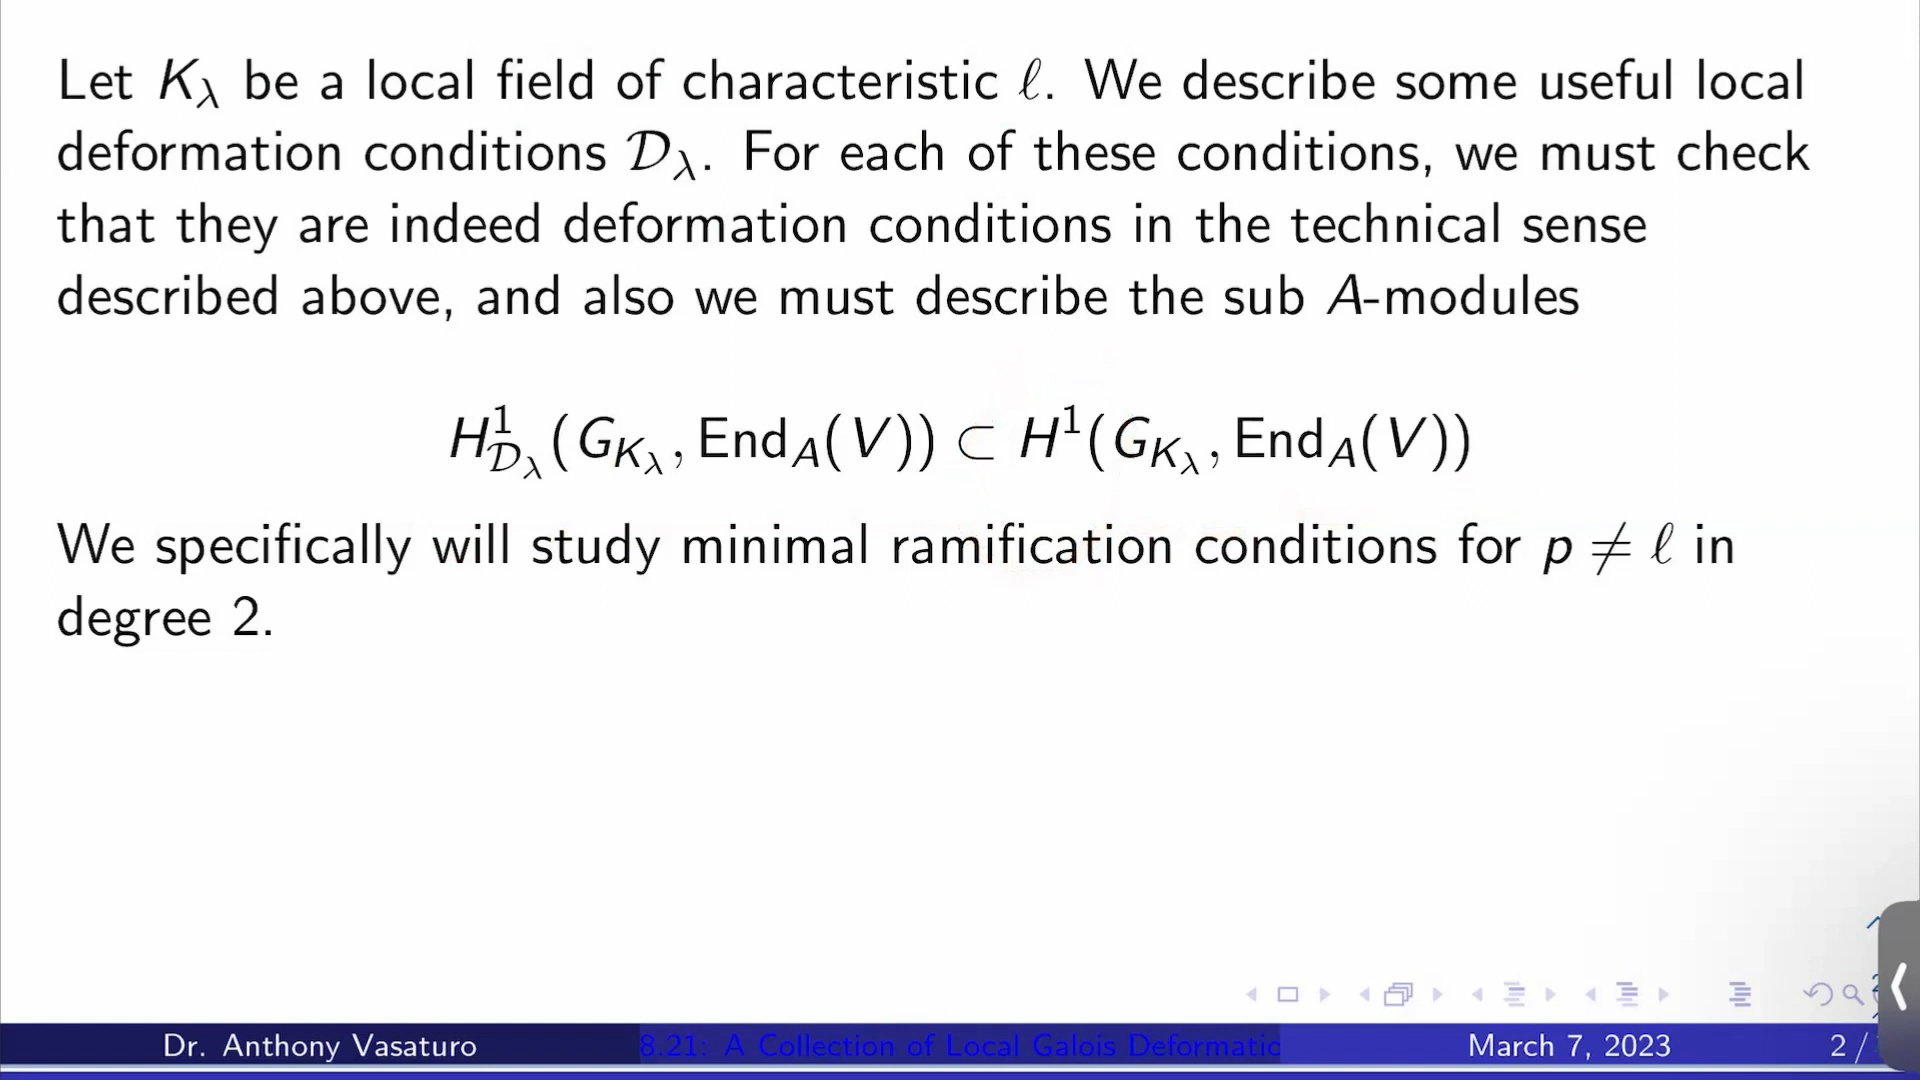 Let K_λ be a local field of characteristic ℓ. We describe some useful local
deformation conditions 𝒟_λ. For each of these conditions, we must check
that they are indeed deformation conditions in the technical sense
described above, and also we must describe the sub A-modules
H¹_{𝒟_λ}(G_{K_λ}, End_A(V)) ⊂ H¹(G_{K_λ}, End_A(V))
We specifically will study minimal ramification conditions for p ≠ ℓ in
degree 2.
Dr. Anthony Vasaturo 8.21: A Collection of Local Galois Deformatio March 7, 2023 2 /